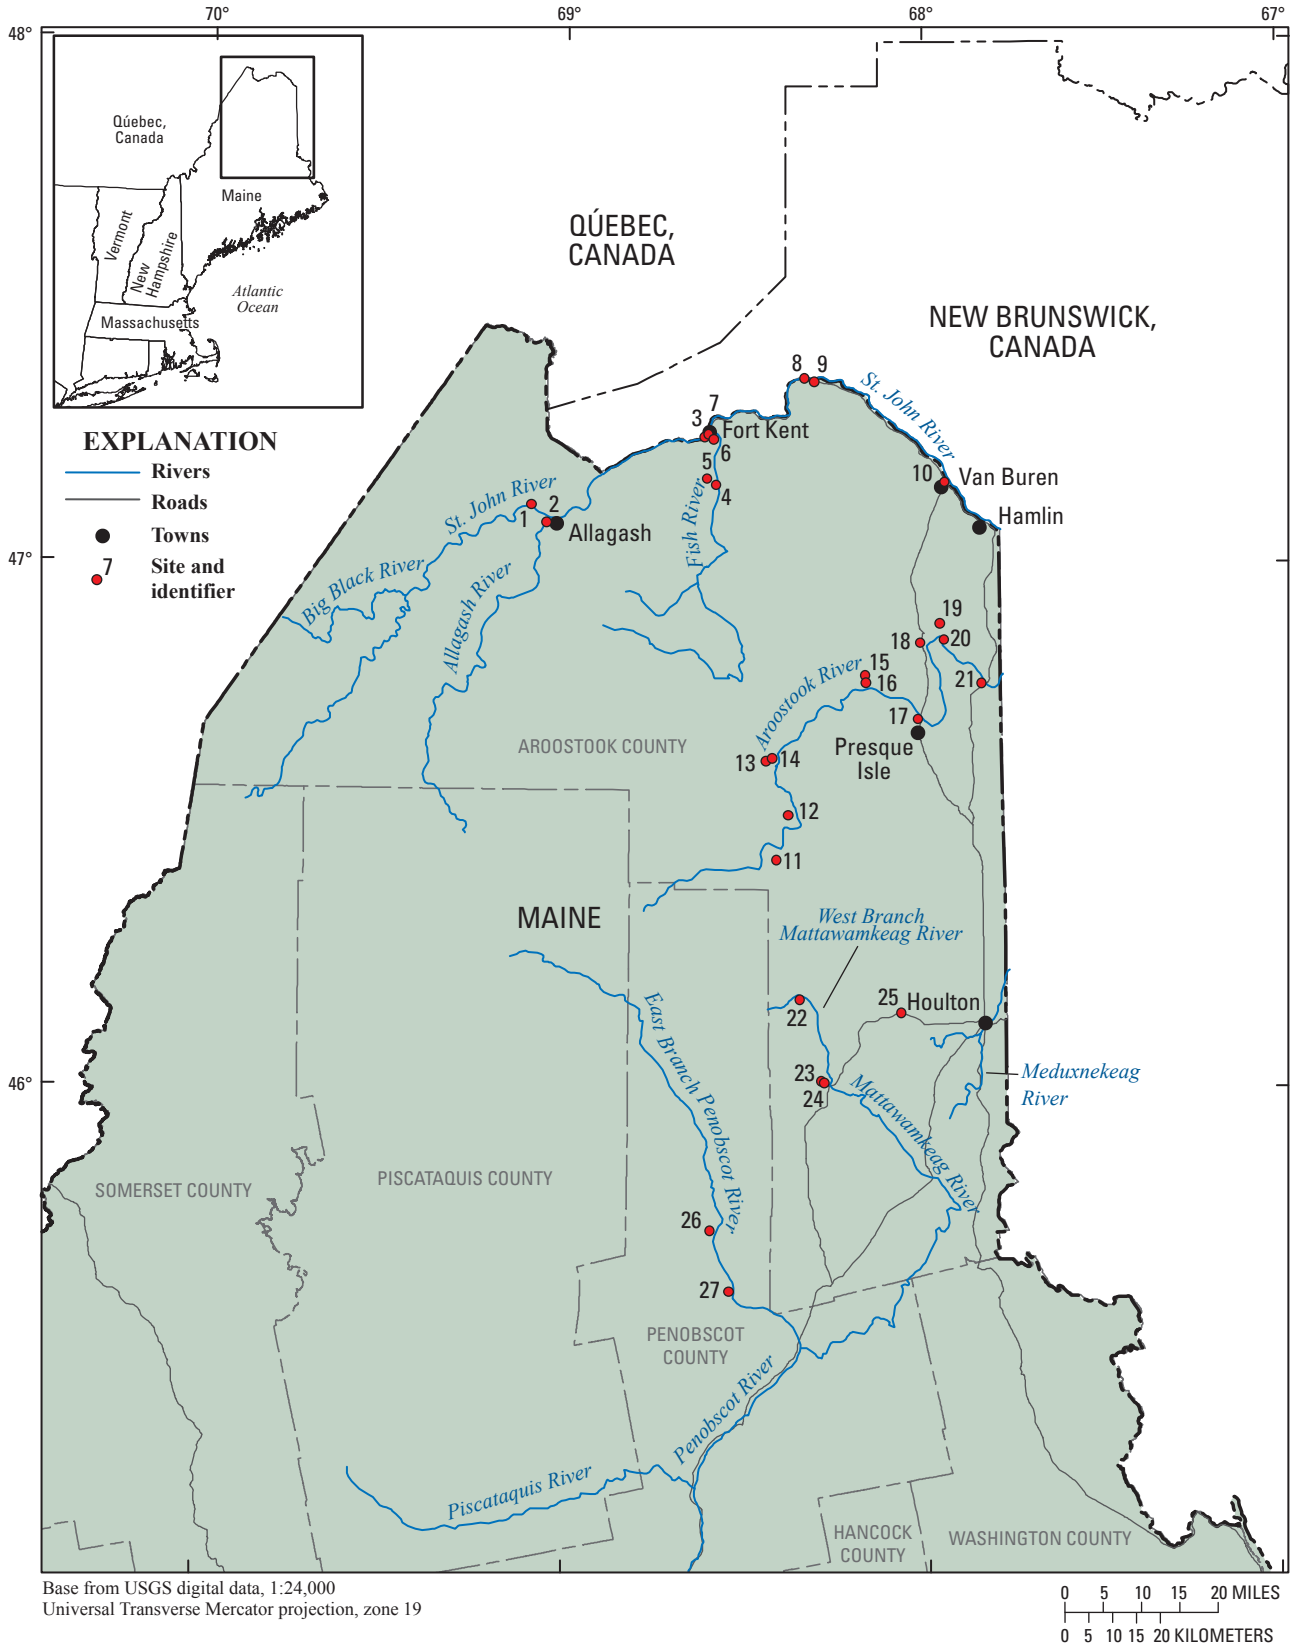 70°
69°
68°
67°
48°
47°
46°
Qúebec,
Canada
Maine
Vermont
New
Hampshire
Massachusetts
Atlantic
Ocean
QÚEBEC,
CANADA
NEW BRUNSWICK,
CANADA
EXPLANATION
Rivers
Roads
Towns
7
Site and
identifier
8
9
St. John River
7
3
Fort Kent
6
5
4
Fish River
10
Van Buren
Hamlin
St. John River
1
2
Allagash
Big Black River
Allagash River
19
18
20
21
15
16
Aroostook River
17
Presque
Isle
AROOSTOOK COUNTY
13
14
12
11
MAINE
West Branch
Mattawamkeag River
22
25
Houlton
23
24
Meduxnekeag
River
Mattawamkeag River
East Branch Penobscot River
SOMERSET COUNTY
PISCATAQUIS COUNTY
26
27
PENOBSCOT
COUNTY
Penobscot River
Piscataquis River
HANCOCK
COUNTY
WASHINGTON COUNTY
Base from USGS digital data, 1:24,000
Universal Transverse Mercator projection, zone 19
0 5 10 15 20 MILES
0 5 10 15 20 KILOMETERS